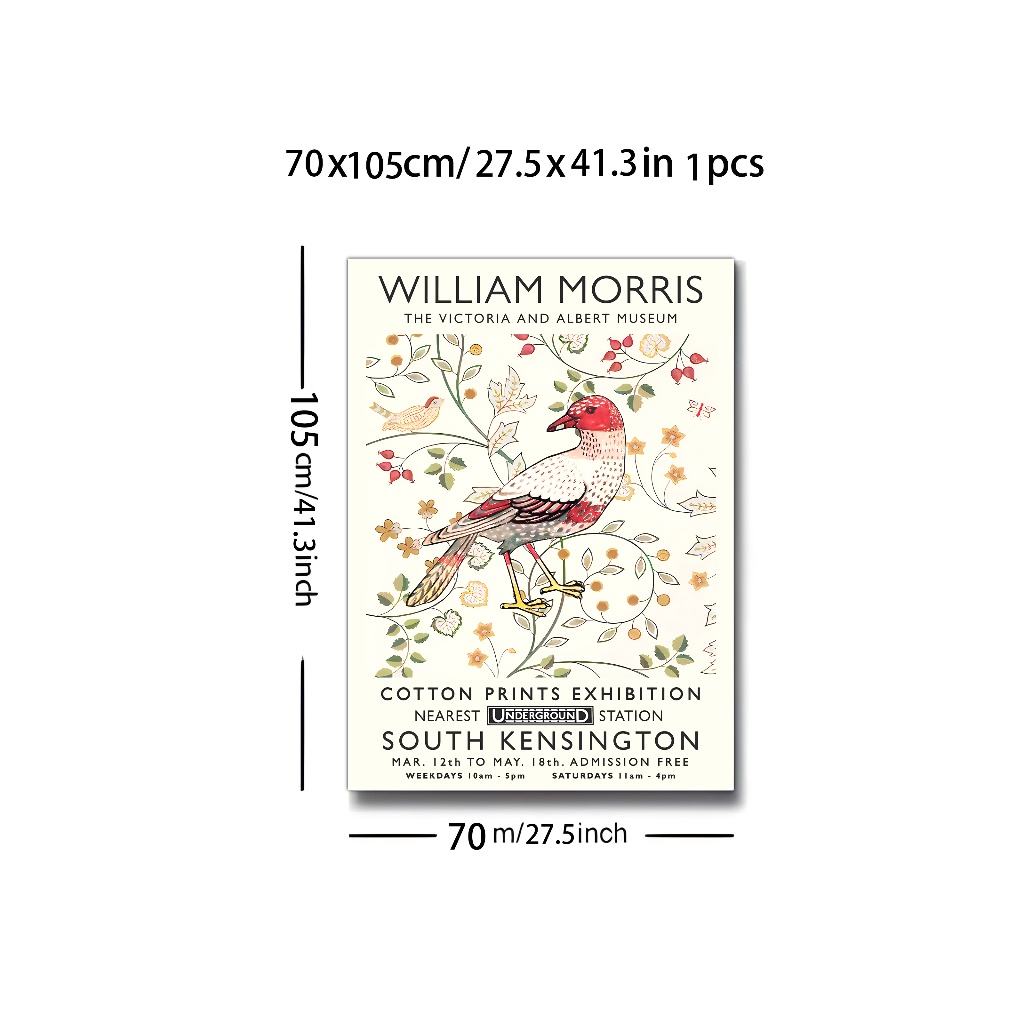 70x105cm/27.5x41.3in 1pcs
WILLIAM MORRIS
THE VICTORIA AND ALBERT MUSEUM
105cm/41.3inch
COTTON PRINTS EXHIBITION
NEAREST UNDERGROUND STATION
SOUTH KENSINGTON
MAR. 12th TO MAY. 18th. ADMISSION FREE
WEEKDAYS 10am - 5pm SATURDAYS 11am - 4pm
70 m/27.5inch